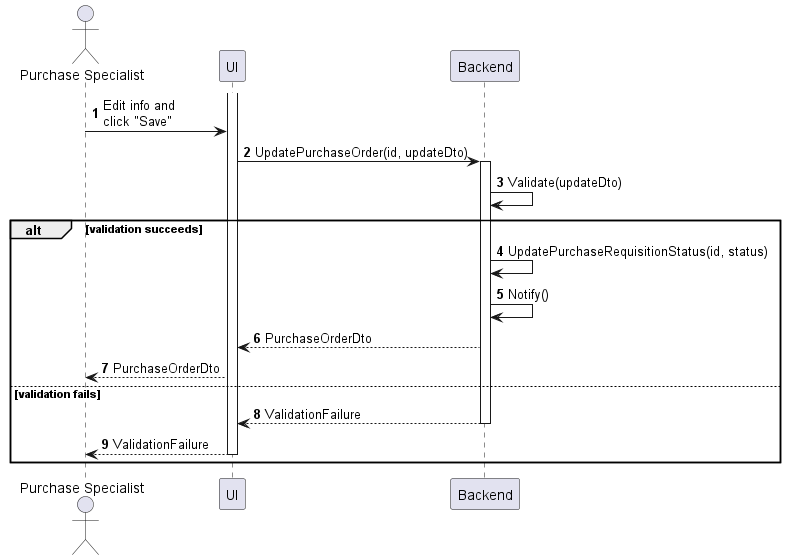 Purchase Specialist
UI
Backend
1 Edit info and
click "Save"
2 UpdatePurchaseOrder(id, updateDto)
3 Validate(updateDto)
alt [validation succeeds]
4 UpdatePurchaseRequisitionStatus(id, status)
5 Notify()
6 PurchaseOrderDto
7 PurchaseOrderDto
[validation fails]
8 ValidationFailure
9 ValidationFailure
Purchase Specialist
UI
Backend